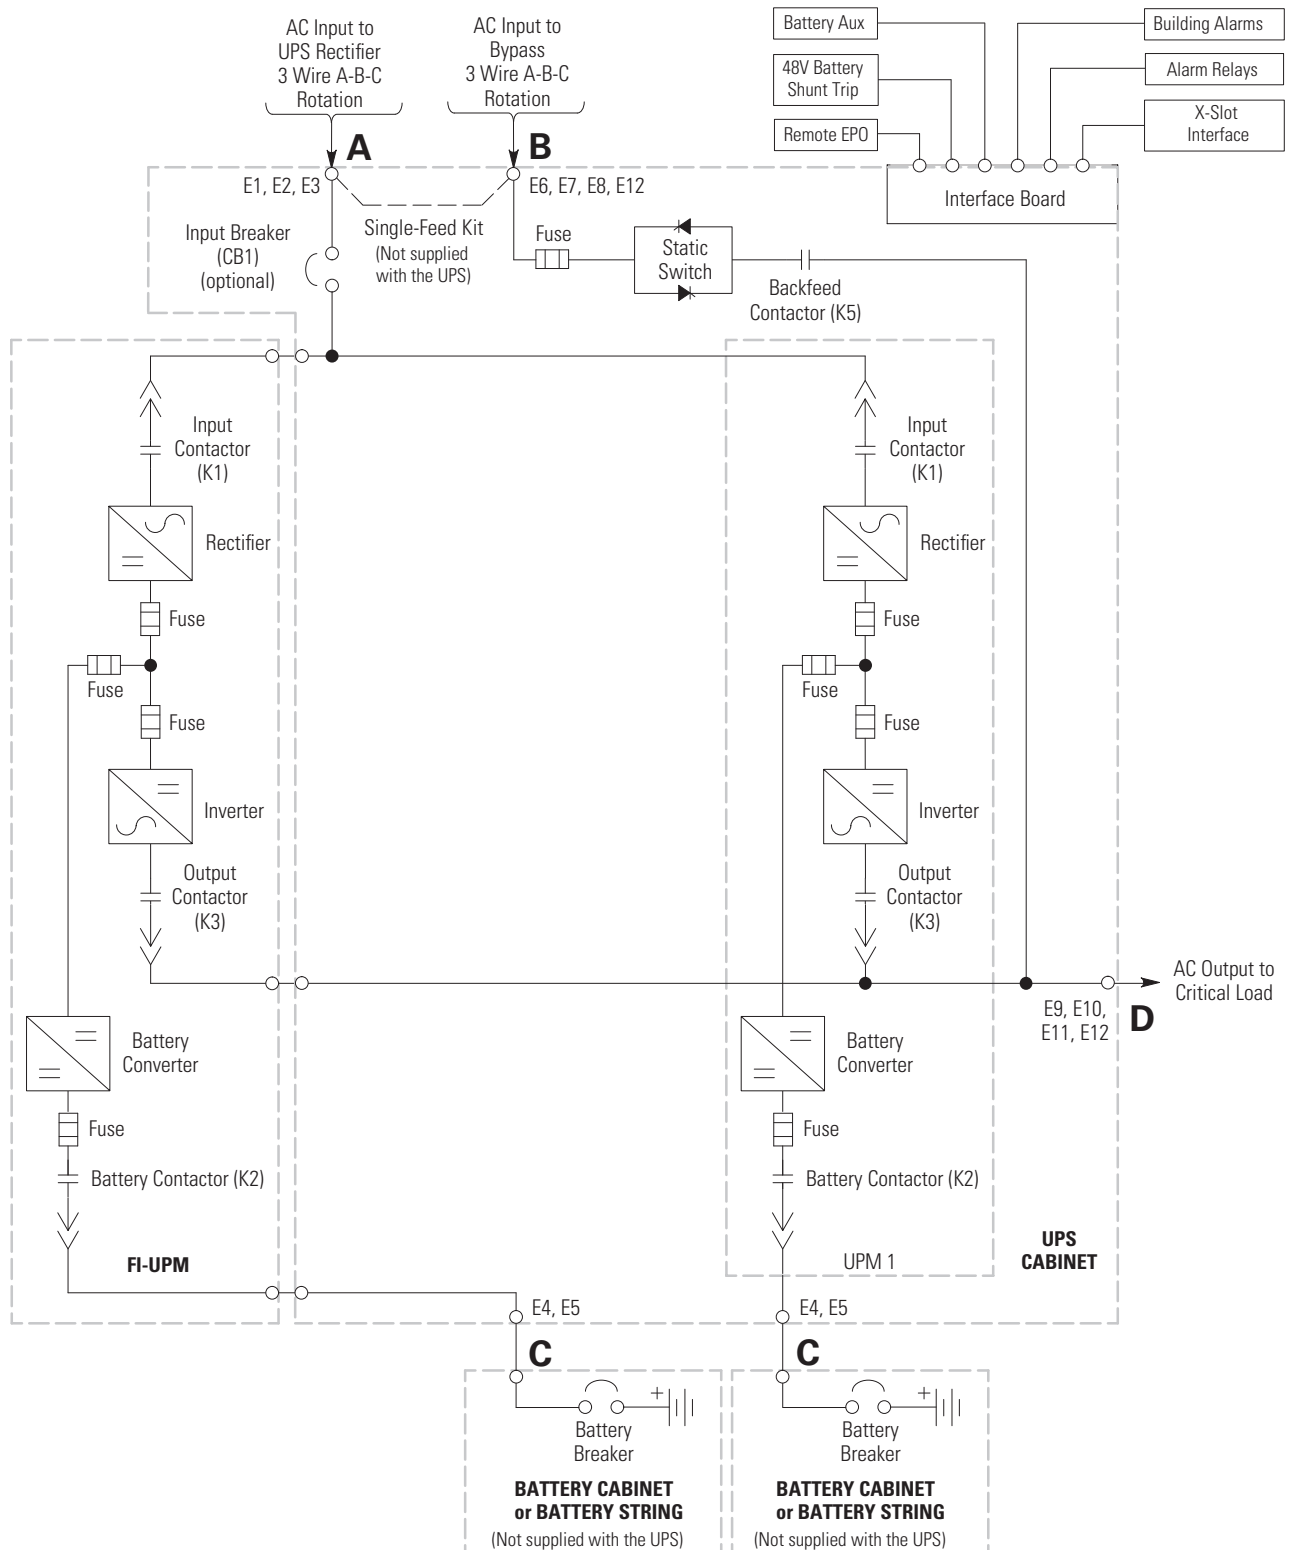 AC Input to
UPS Rectifier
3 Wire A-B-C
Rotation
AC Input to
Bypass
3 Wire A-B-C
Rotation
Battery Aux
48V Battery
Shunt Trip
Remote EPO
Building Alarms
Alarm Relays
X-Slot
Interface
Interface Board
A
B
E1, E2, E3
E6, E7, E8, E12
Single-Feed Kit
(Not supplied
with the UPS)
Input Breaker
(CB1)
(optional)
Fuse
Static
Switch
Backfeed
Contactor (K5)
Input
Contactor
(K1)
Rectifier
Fuse
Fuse
Fuse
Inverter
Output
Contactor
(K3)
Battery
Converter
Fuse
Battery Contactor (K2)
FI-UPM
Input
Contactor
(K1)
Rectifier
Fuse
Fuse
Fuse
Inverter
Output
Contactor
(K3)
Battery
Converter
Fuse
Battery Contactor (K2)
UPM 1
AC Output to
Critical Load
E9, E10,
E11, E12
D
UPS
CABINET
E4, E5
E4, E5
C
C
+
Battery
Breaker
BATTERY CABINET
or BATTERY STRING
(Not supplied with the UPS)
+
Battery
Breaker
BATTERY CABINET
or BATTERY STRING
(Not supplied with the UPS)